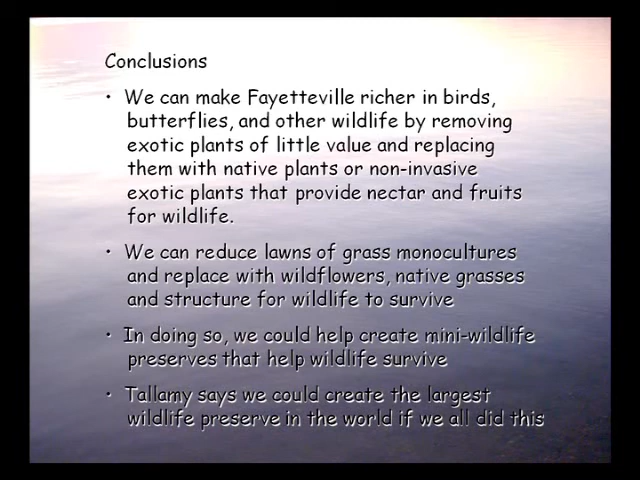 Conclusions
• We can make Fayetteville richer in birds,
butterflies, and other wildlife by removing
exotic plants of little value and replacing
them with native plants or non-invasive
exotic plants that provide nectar and fruits
for wildlife.
• We can reduce lawns of grass monocultures
and replace with wildflowers, native grasses
and structure for wildlife to survive
• In doing so, we could help create mini-wildlife
preserves that help wildlife survive
• Tallamy says we could create the largest
wildlife preserve in the world if we all did this